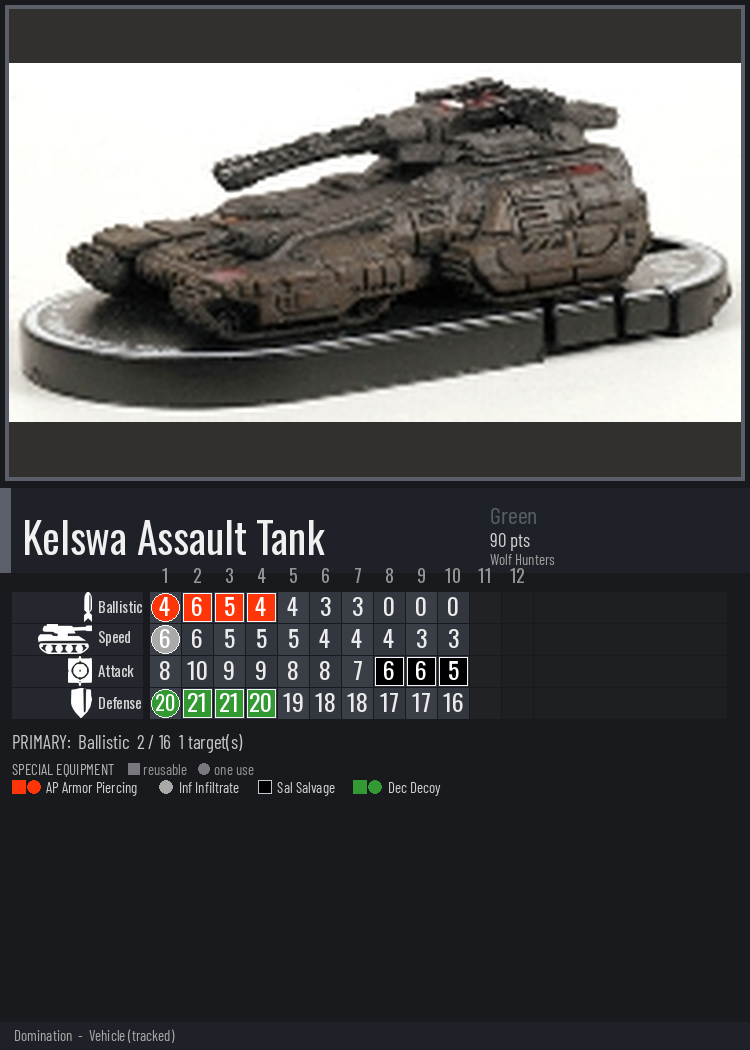 Kelswa Assault Tank
Green
90 pts
Wolf Hunters
1 2 3 4 5 6 7 8 9 10 11 12
Ballistic 4 6 5 4 4 3 3 0 0 0
Speed 6 6 5 5 5 4 4 4 3 3
Attack 8 10 9 9 8 8 7 6 6 5
Defense 20 21 21 20 19 18 18 17 17 16
PRIMARY: Ballistic 2 / 16 1 target(s)
SPECIAL EQUIPMENT reusable one use
AP Armor Piercing Inf Infiltrate Sal Salvage Dec Decoy
Domination - Vehicle (tracked)